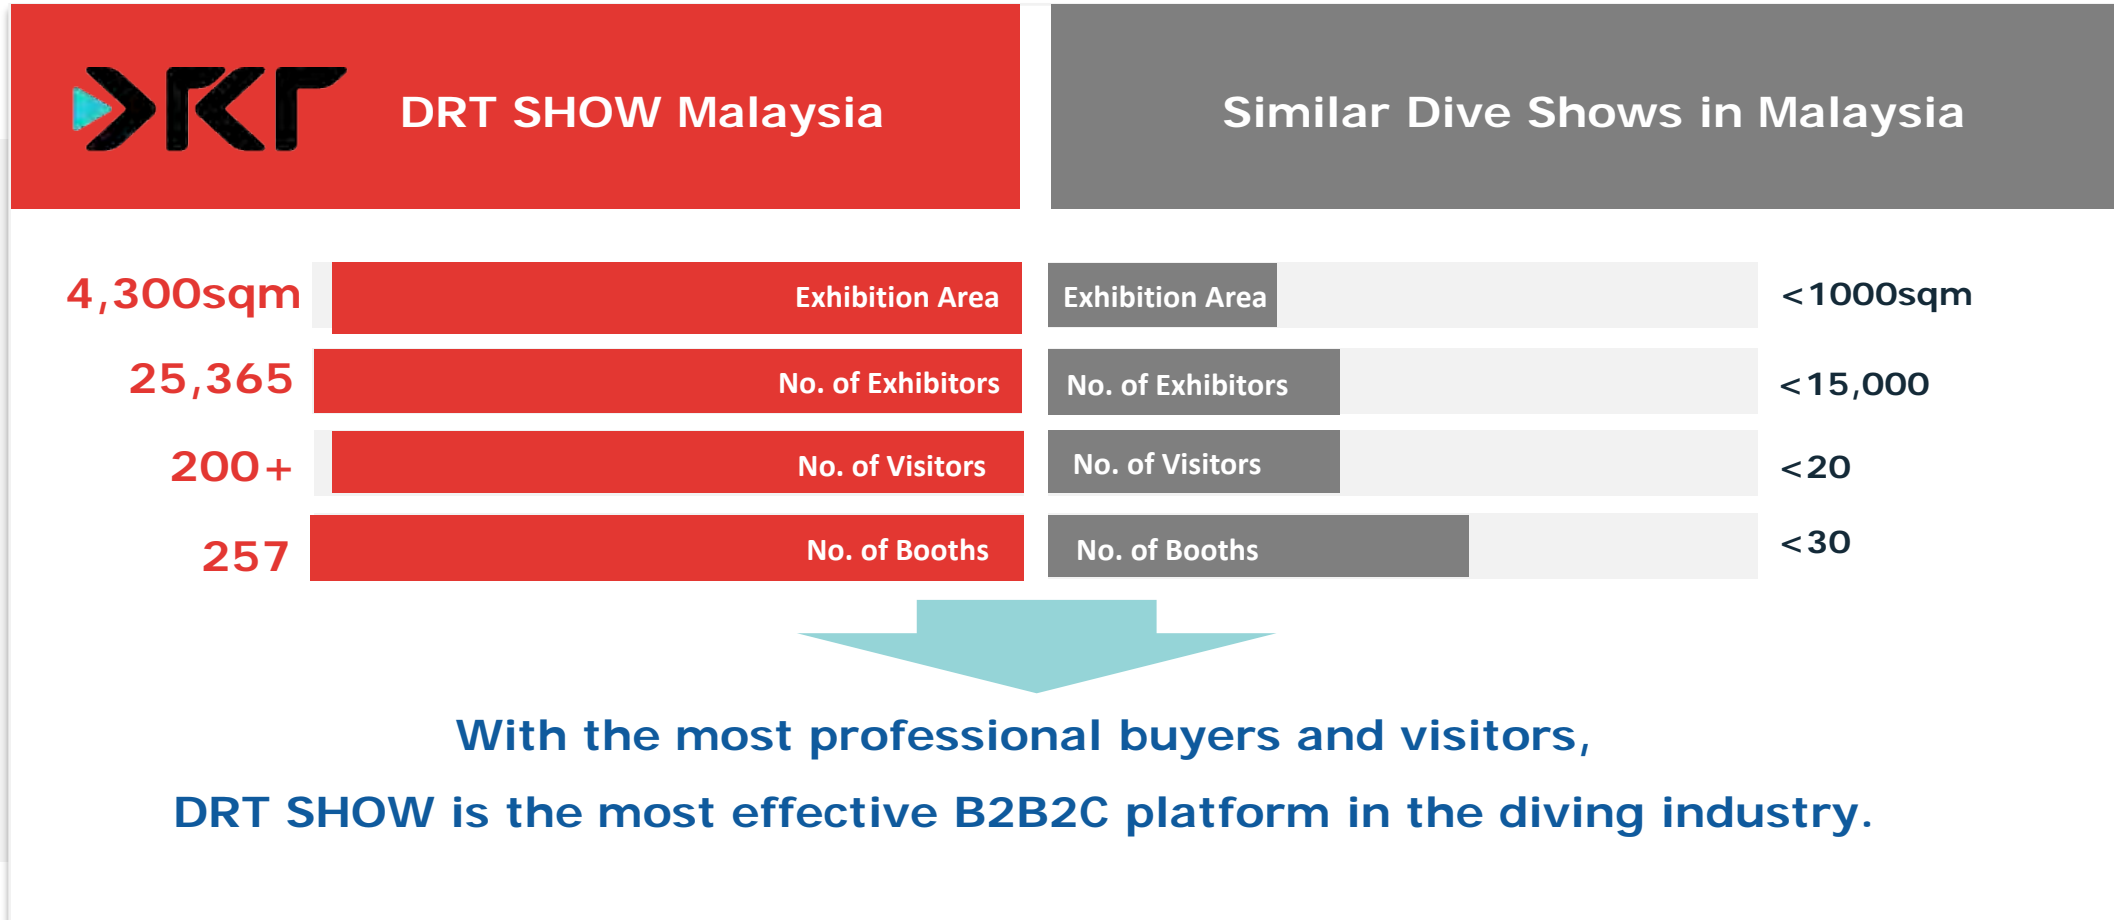 DRT
DRT SHOW Malaysia
Similar Dive Shows in Malaysia
4,300sqm
Exhibition Area
Exhibition Area
<1000sqm
25,365
No. of Exhibitors
No. of Exhibitors
<15,000
200+
No. of Visitors
No. of Visitors
<20
257
No. of Booths
No. of Booths
<30
With the most professional buyers and visitors,
DRT SHOW is the most effective B2B2C platform in the diving industry.